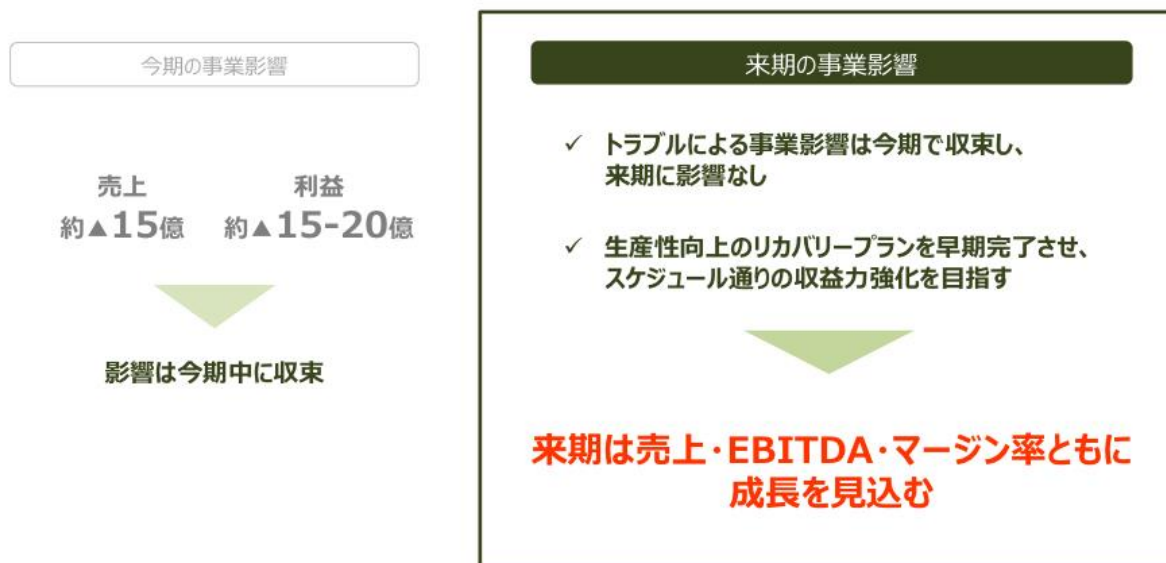 今期の事業影響
売上
約▲15億
利益
約▲15-20億
影響は今期中に収束
来期の事業影響
✓ トラブルによる事業影響は今期で収束し、
来期に影響なし
✓ 生産性向上のリカバリープランを早期完了させ、
スケジュール通りの収益力強化を目指す
来期は売上・EBITDA・マージン率ともに
成長を見込む